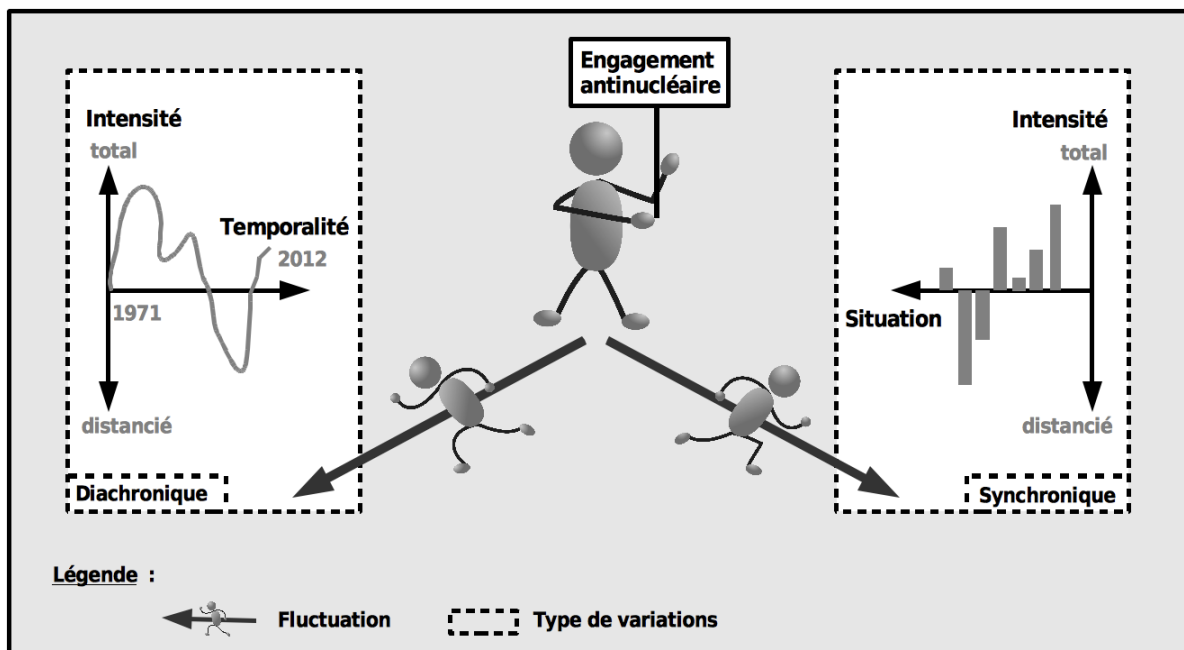 Engagement
antinucléaire
Intensité
total
Temporalité
2012
1971
distancié
Diachronique
Intensité
total
Situation
distancié
Synchronique
Légende :
Fluctuation
Type de variations